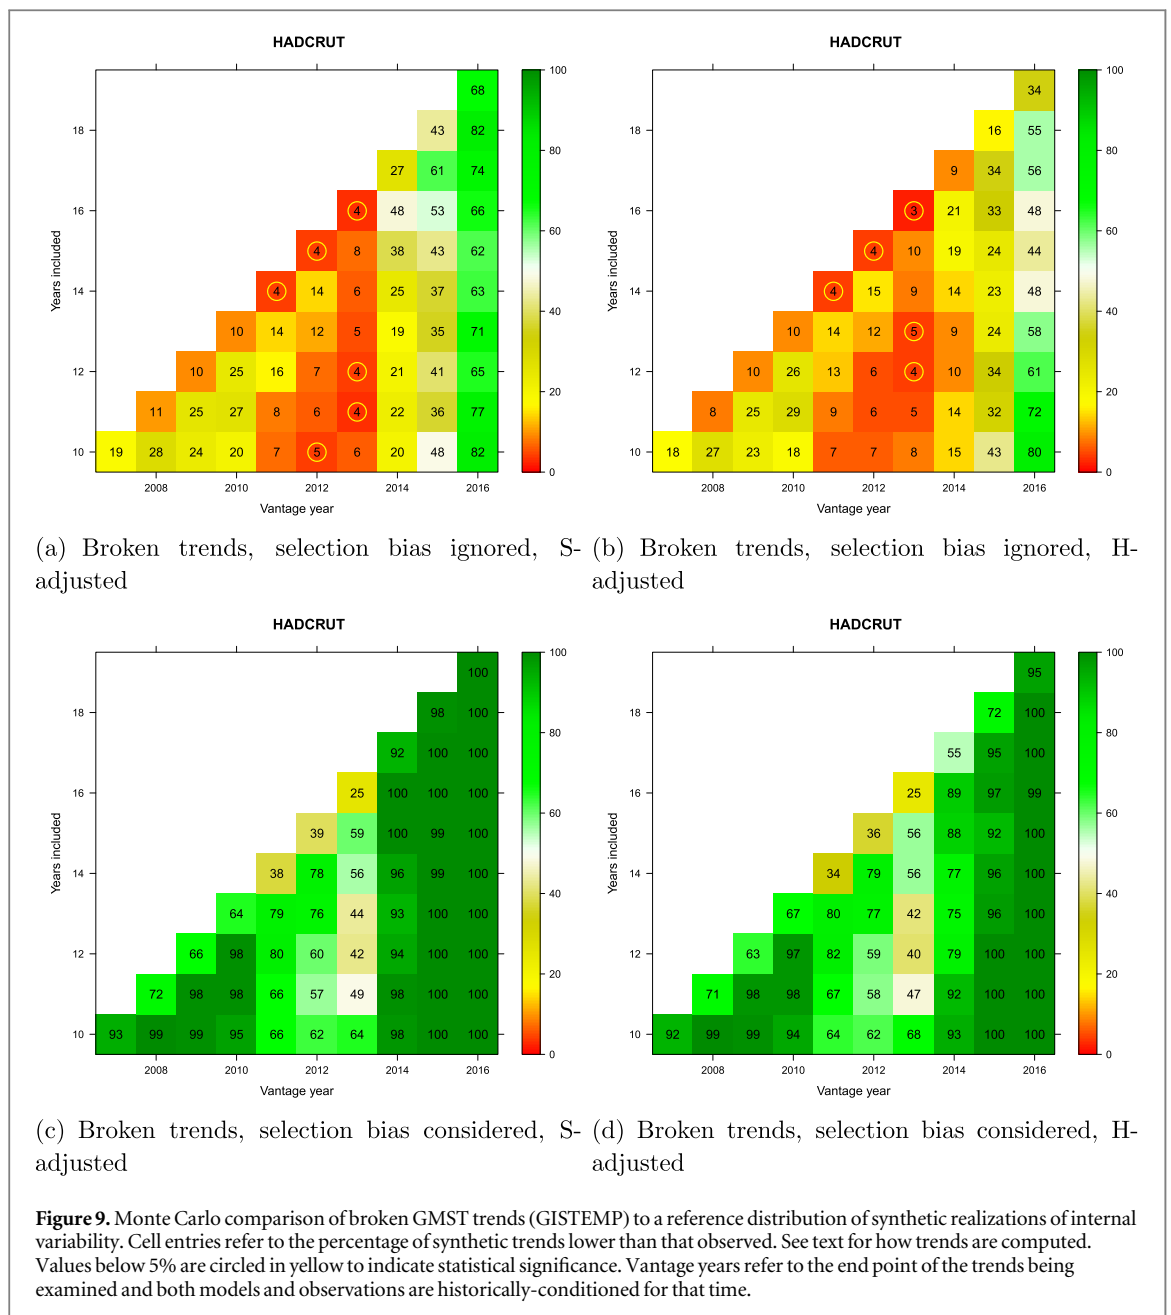 HADCRUT
68
18 43 82
27 61 74
16 4 48 53 66
4 8 38 43 62
14 4 14 6 25 37 63
10 14 12 5 19 35 71
12 10 25 16 7 4 21 41 65
11 25 27 8 6 4 22 36 77
10 19 28 24 20 7 5 6 20 48 82
2008 2010 2012 2014 2016
Vantage year
Years included
100
80
60
40
20
0
HADCRUT
34
18 16 55
9 34 56
16 3 21 33 48
4 10 19 24 44
14 4 15 9 14 23 48
10 14 12 5 9 24 58
12 10 26 13 6 4 10 34 61
8 25 29 9 6 5 14 32 72
10 18 27 23 18 7 7 8 15 43 80
2008 2010 2012 2014 2016
Vantage year
Years included
100
80
60
40
20
0
(a) Broken trends, selection bias ignored, S-
adjusted
(b) Broken trends, selection bias ignored, H-
adjusted
HADCRUT
100
18 98 100
92 100 100
16 25 100 100 100
39 59 100 99 100
14 38 78 56 96 99 100
64 79 76 44 93 100 100
12 66 98 80 60 42 94 100 100
72 98 98 66 57 49 98 100 100
10 93 99 99 95 66 62 64 98 100 100
2008 2010 2012 2014 2016
Vantage year
Years included
100
80
60
40
20
0
HADCRUT
95
18 72 100
55 95 100
16 25 89 97 99
36 56 88 92 100
14 34 79 56 77 96 100
67 80 77 42 75 96 100
12 63 97 82 59 40 79 100 100
71 98 98 67 58 47 92 100 100
10 92 99 99 94 64 62 68 93 100 100
2008 2010 2012 2014 2016
Vantage year
Years included
100
80
60
40
20
0
(c) Broken trends, selection bias considered, S-
adjusted
(d) Broken trends, selection bias considered, H-
adjusted
Figure 9. Monte Carlo comparison of broken GMST trends (GISTEMP) to a reference distribution of synthetic realizations of internal
variability. Cell entries refer to the percentage of synthetic trends lower than that observed. See text for how trends are computed.
Values below 5% are circled in yellow to indicate statistical significance. Vantage years refer to the end point of the trends being
examined and both models and observations are historically-conditioned for that time.